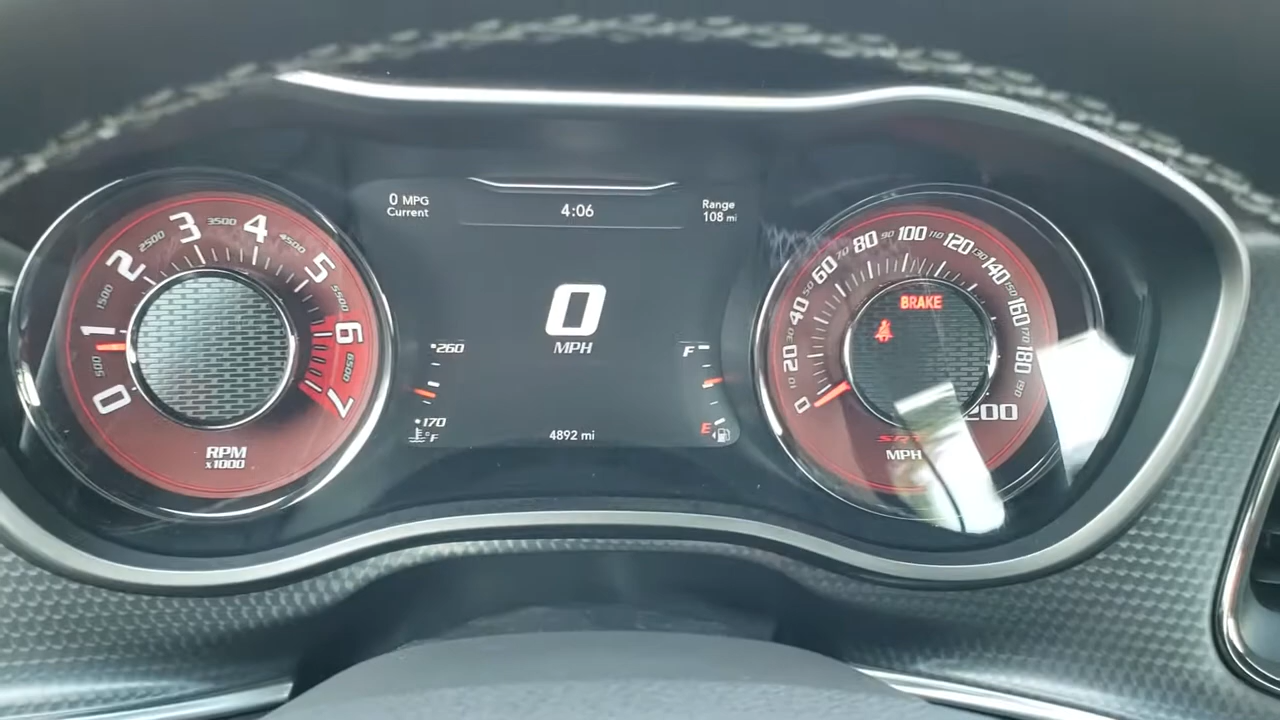 0 MPG
Current
4:06
Range
108 mi
0
MPH
260
170
°F
F
E
4892 mi
0
500
1
1500
2
2500
3
3500
4
4500
5
5500
6
6500
7
RPM
x1000
0
10
20
30
40
50
60
70
80
90
100
110
120
130
140
150
160
170
180
190
200
BRAKE
SRT
MPH